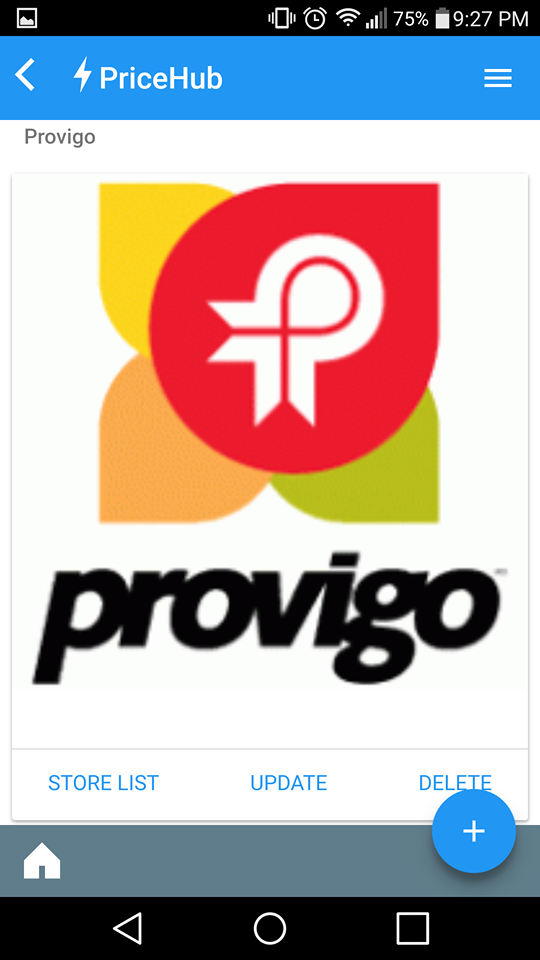 75% 9:27 PM
PriceHub
Provigo
provigo
STORE LIST UPDATE DELETE
+